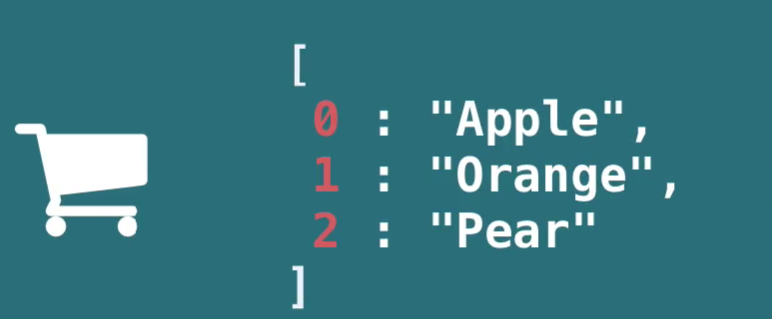 [
0 : "Apple",
1 : "Orange",
2 : "Pear"
]